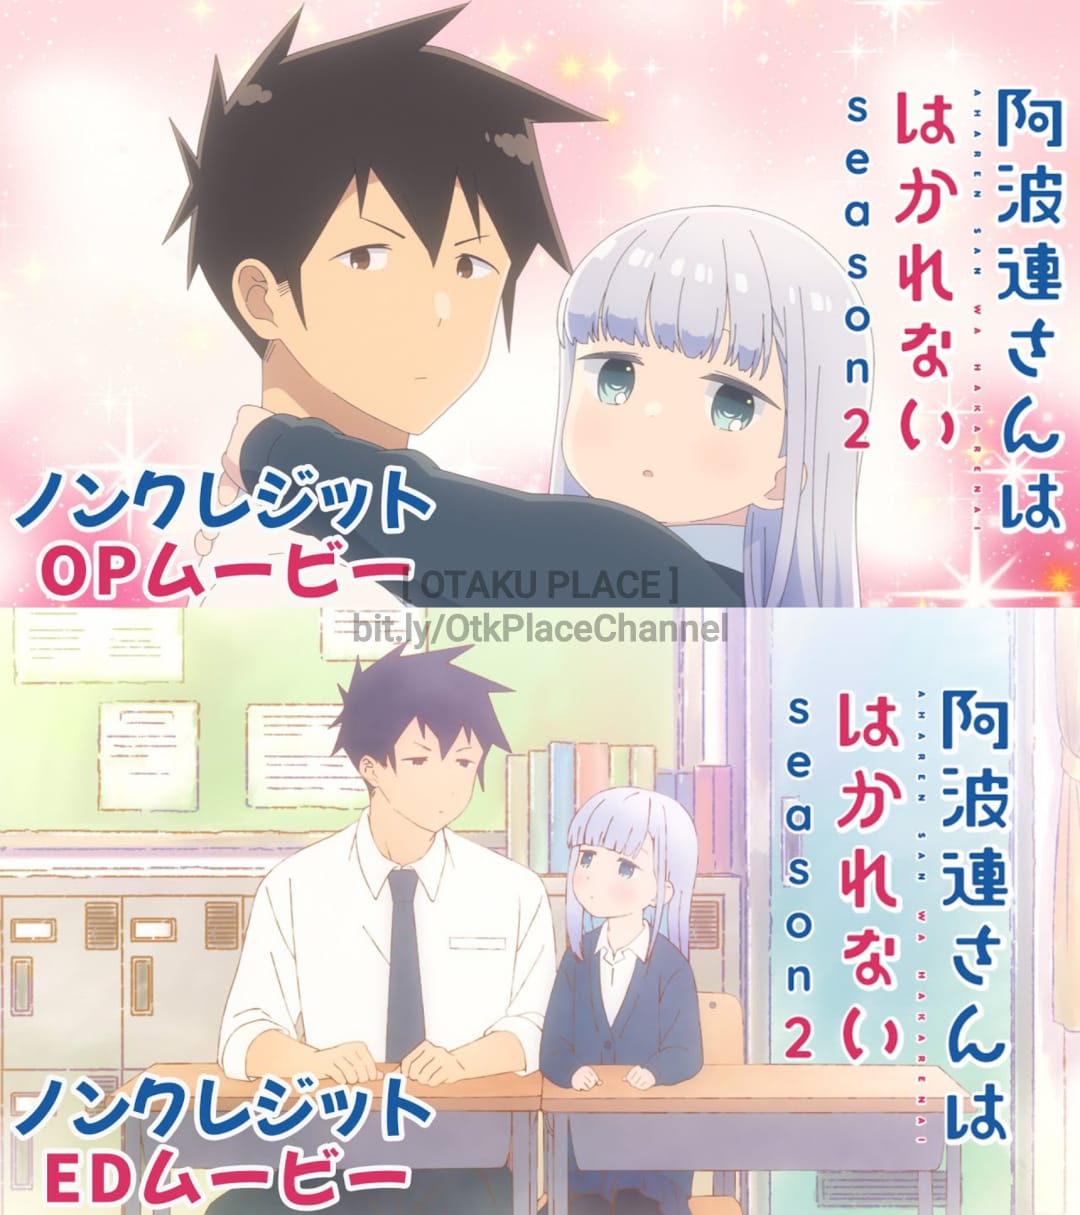 阿波連さんは
AHAREN SAN WA HAKARENAI
はかれない
season 2
ノンクレジット
OPムービー
[ OTAKU PLACE ]
bit.ly/OtkPlaceChannel
阿波連さんは
AHAREN SAN WA HAKARENAI
はかれない
season 2
ノンクレジット
EDムービー